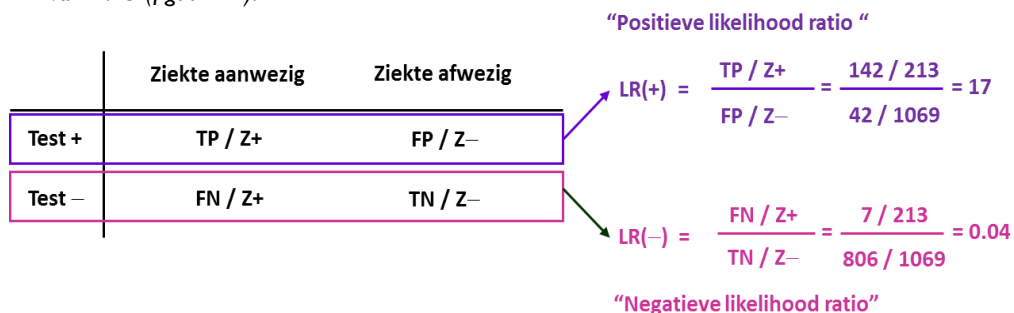 “Positieve likelihood ratio “
Ziekte aanwezig Ziekte afwezig
LR(+) = TP / Z+ = 142 / 213 = 17
FP / Z– 42 / 1069
Test + TP / Z+ FP / Z–
Test – FN / Z+ TN / Z–
LR(–) = FN / Z+ = 7 / 213 = 0.04
TN / Z– 806 / 1069
“Negatieve likelihood ratio”